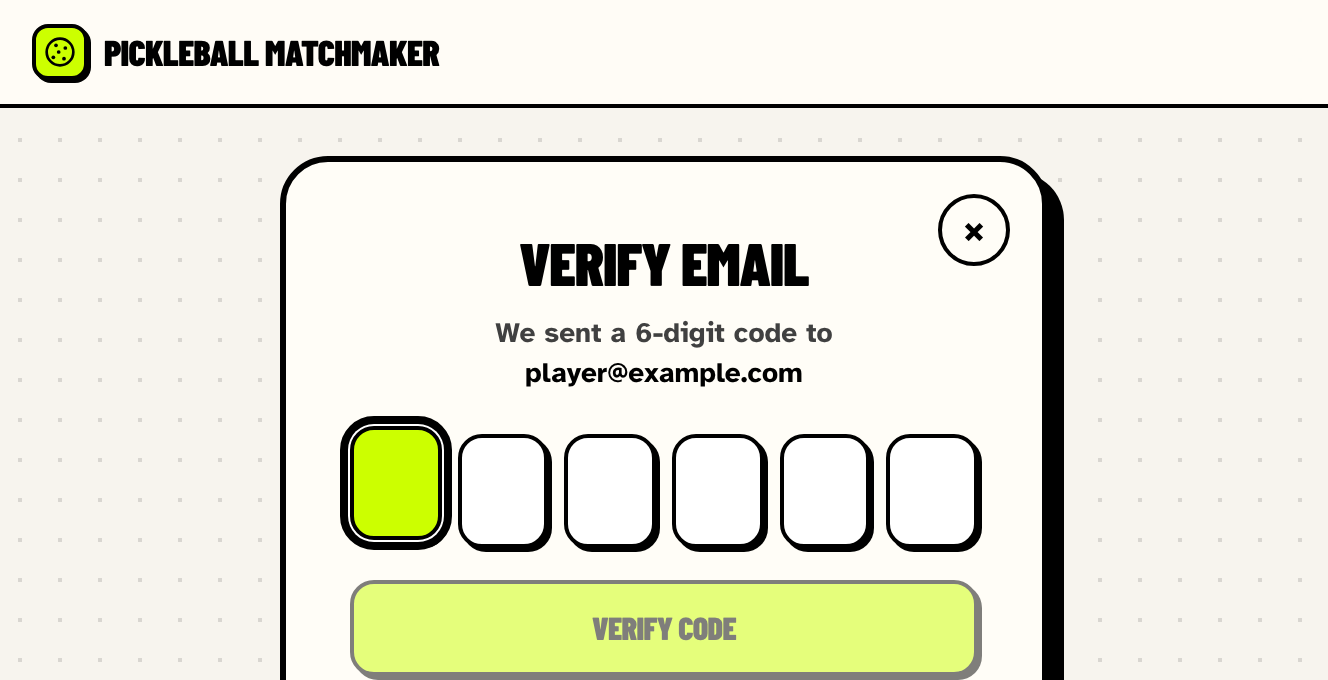 PICKLEBALL MATCHMAKER
×
VERIFY EMAIL
We sent a 6-digit code to
player@example.com
VERIFY CODE